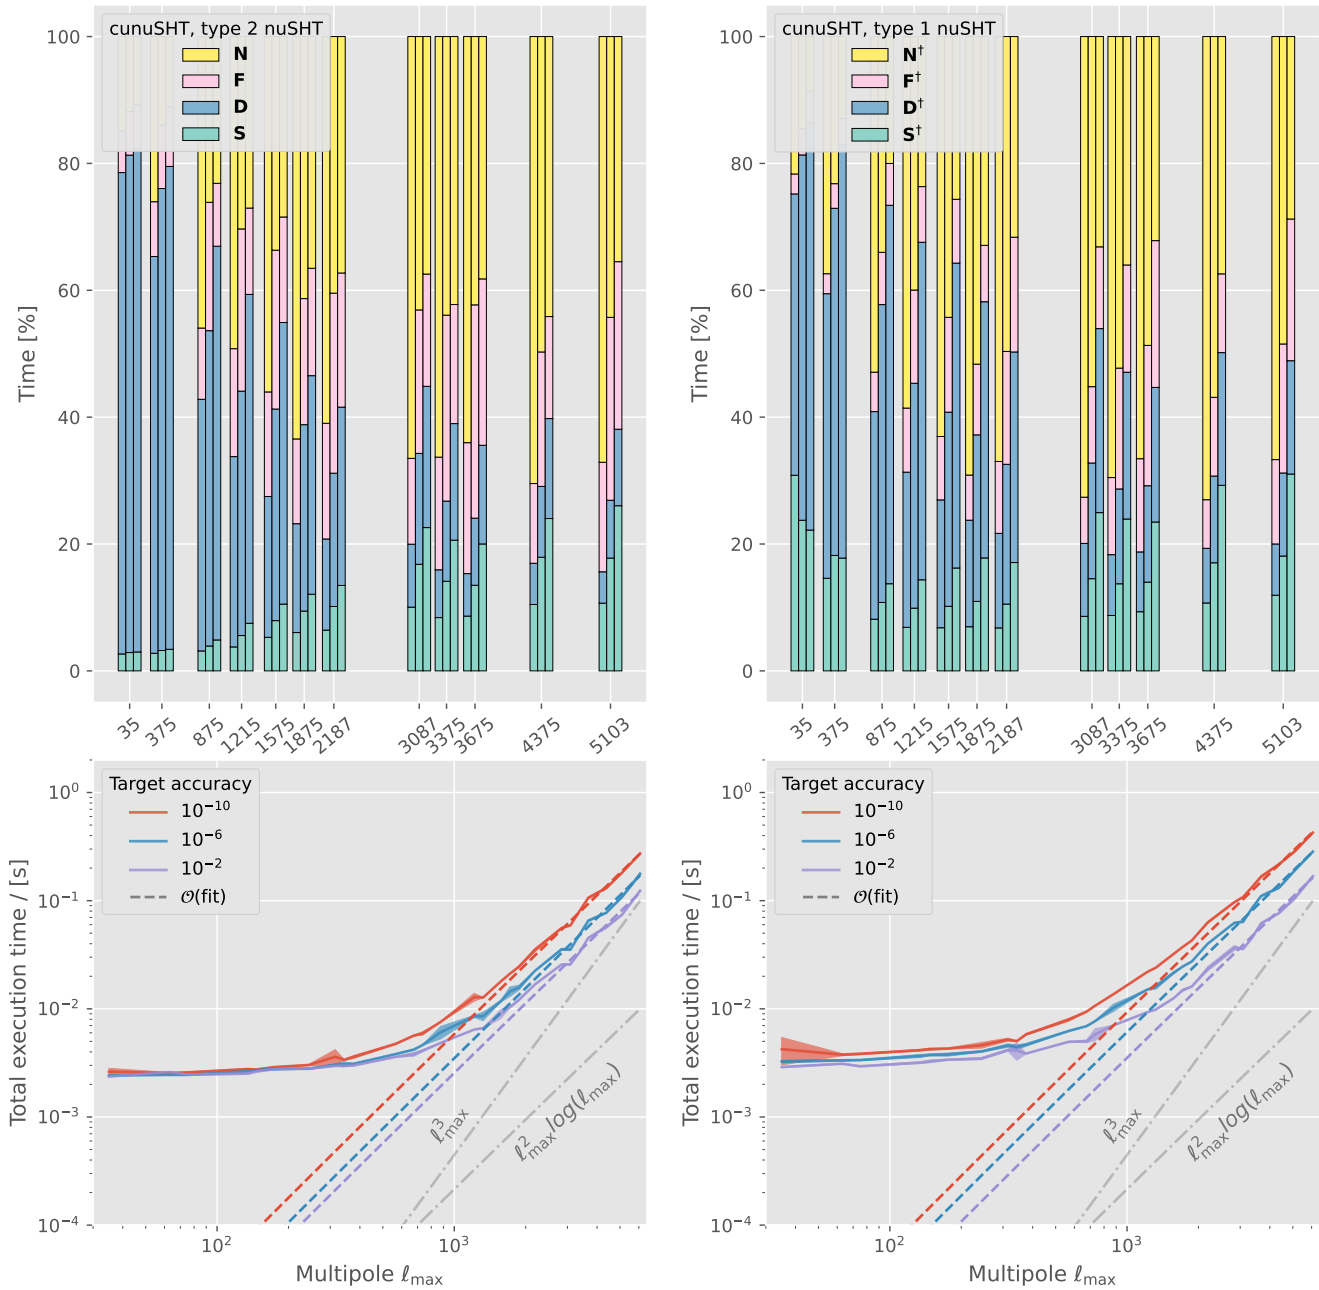 cunuSHT, type 2 nuSHT
N
F
D
S
Time [%]
100
80
60
40
20
0
35
375
875
1215
1575
1875
2187
3087
3375
3675
4375
5103
cunuSHT, type 1 nuSHT
N†
F†
D†
S†
Time [%]
100
80
60
40
20
0
35
375
875
1215
1575
1875
2187
3087
3375
3675
4375
5103
Target accuracy
10⁻¹⁰
10⁻⁶
10⁻²
𝒪(fit)
Total execution time / [s]
10⁰
10⁻¹
10⁻²
10⁻³
10⁻⁴
ℓ³max
ℓ²max log(ℓmax)
10²
10³
Multipole ℓmax
Target accuracy
10⁻¹⁰
10⁻⁶
10⁻²
𝒪(fit)
Total execution time / [s]
10⁰
10⁻¹
10⁻²
10⁻³
10⁻⁴
ℓ³max
ℓ²max log(ℓmax)
10²
10³
Multipole ℓmax